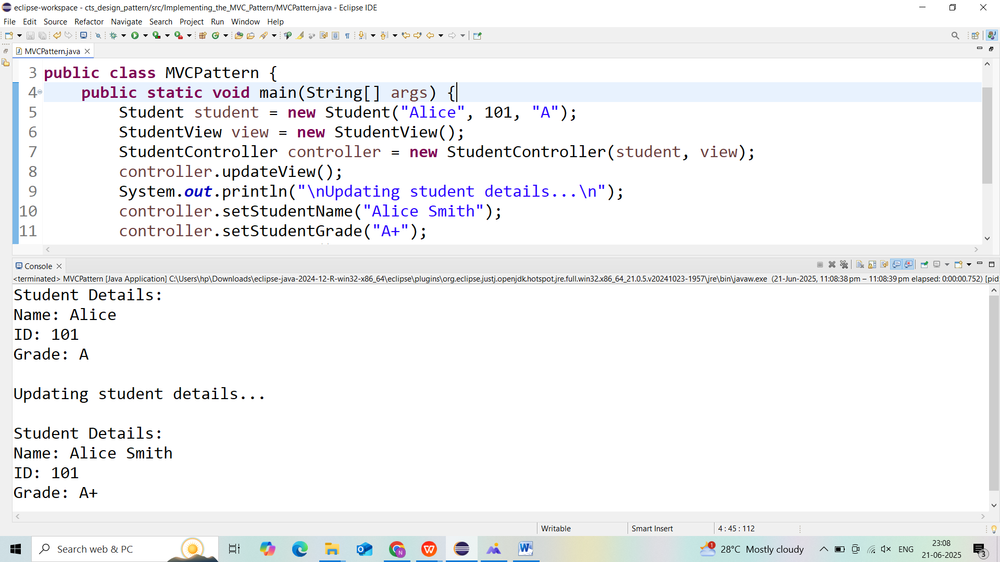 eclipse-workspace - cts_design_pattern/src/Implementing_the_MVC_Pattern/MVCPattern.java - Eclipse IDE
File Edit Source Refactor Navigate Search Project Run Window Help
MVCPattern.java
3 public class MVCPattern {
4 public static void main(String[] args) {
5 Student student = new Student("Alice", 101, "A");
6 StudentView view = new StudentView();
7 StudentController controller = new StudentController(student, view);
8 controller.updateView();
9 System.out.println("\nUpdating student details...\n");
10 controller.setStudentName("Alice Smith");
11 controller.setStudentGrade("A+");
Console
<terminated> MVCPattern [Java Application] C:\Users\hp\Downloads\eclipse-java-2024-12-R-win32-x86_64\eclipse\plugins\org.eclipse.justj.openjdk.hotspot.jre.full.win32.x86_64_21.0.5.v20241023-1957\jre\bin\javaw.exe (21-Jun-2025, 11:08:38 pm – 11:08:39 pm elapsed: 0:00:00.752) [pid
Student Details:
Name: Alice
ID: 101
Grade: A
Updating student details...
Student Details:
Name: Alice Smith
ID: 101
Grade: A+
Writable Smart Insert 4 : 45 : 112
Search web & PC
1 28°C Mostly cloudy ENG 23:08
21-06-2025
3